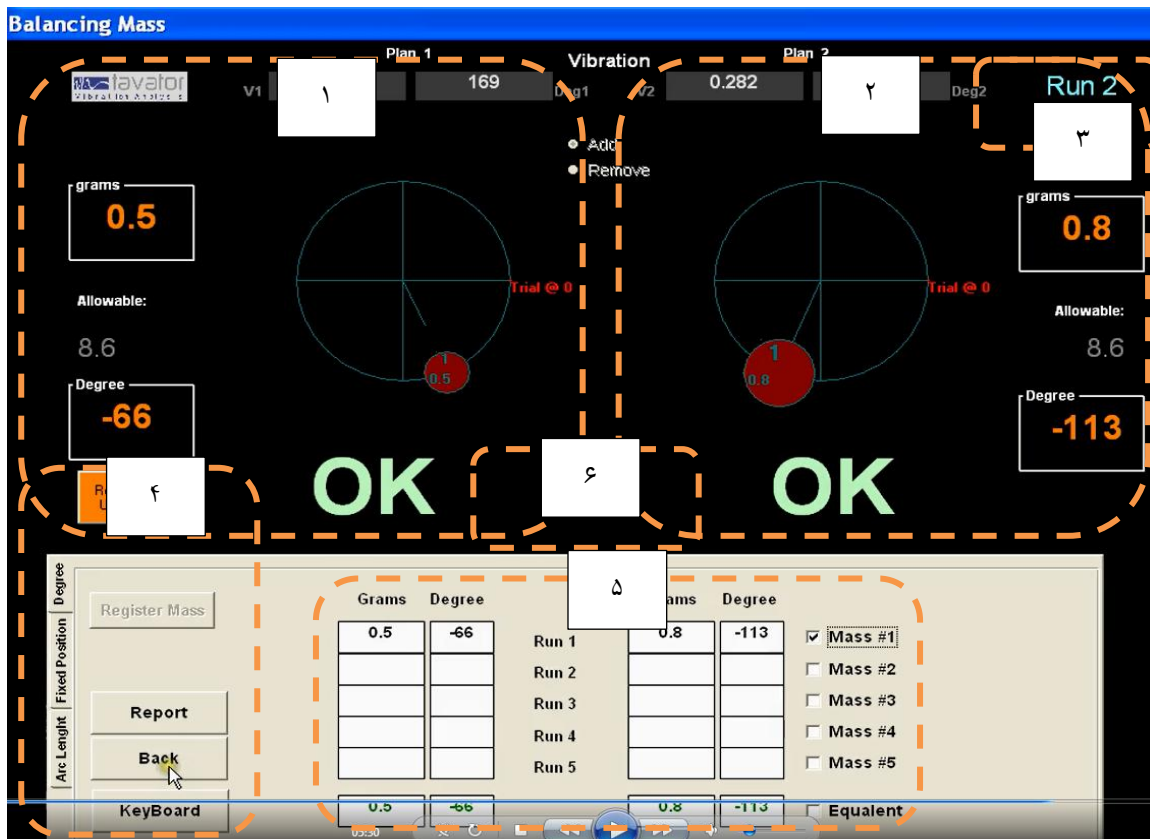 Balancing Mass
Plan 1 Vibration Plan 2
tavator
Vibration Analysis
V1 ۱ 169 Deg1 V2 0.282 ۲ Deg2 Run 2
Add ۳
Remove
grams grams
0.5 0.8
Trial @ 0 Trial @ 0
Allowable: Allowable:
8.6 8.6
1 1
0.5 0.8
Degree Degree
-66 -113
OK ۶ OK
۴
Degree
Fixed Position
Arc Lenght
Register Mass
Report
Back
KeyBoard
Grams Degree ۵ Degree
0.5 -66 Run 1 0.8 -113 Mass #1
Run 2 Mass #2
Run 3 Mass #3
Run 4 Mass #4
Run 5 Mass #5
0.5 -66 0.8 -113 Equalent
05:30